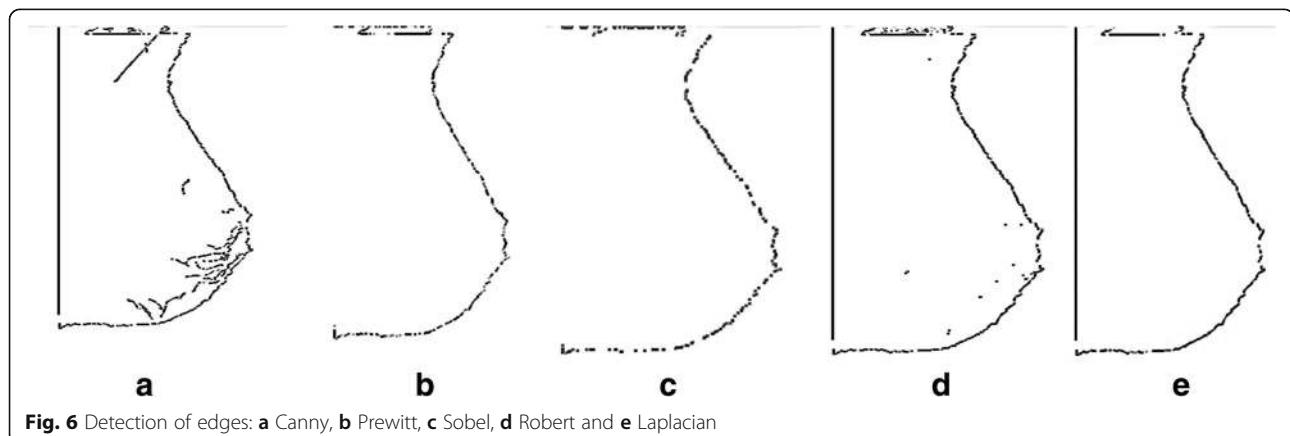 a b c d e
Fig. 6 Detection of edges: a Canny, b Prewitt, c Sobel, d Robert and e Laplacian